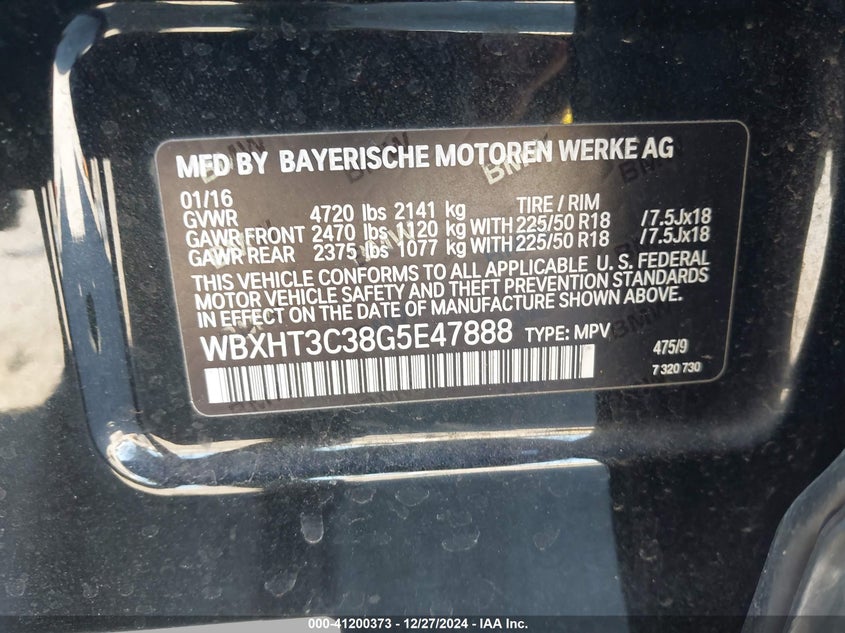 MFD BY BAYERISCHE MOTOREN WERKE AG
01/16 TIRE / RIM
GVWR 4720 lbs 2141 kg
GAWR FRONT 2470 lbs 1120 kg WITH 225/50 R18 /7.5Jx18
GAWR REAR 2375 lbs 1077 kg WITH 225/50 R18 /7.5Jx18
THIS VEHICLE CONFORMS TO ALL APPLICABLE U. S. FEDERAL
MOTOR VEHICLE SAFETY AND THEFT PREVENTION STANDARDS
IN EFFECT ON THE DATE OF MANUFACTURE SHOWN ABOVE.
WBXHT3C38G5E47888 TYPE: MPV 475/9
7 320 730
000-41200373 - 12/27/2024 - IAA Inc.